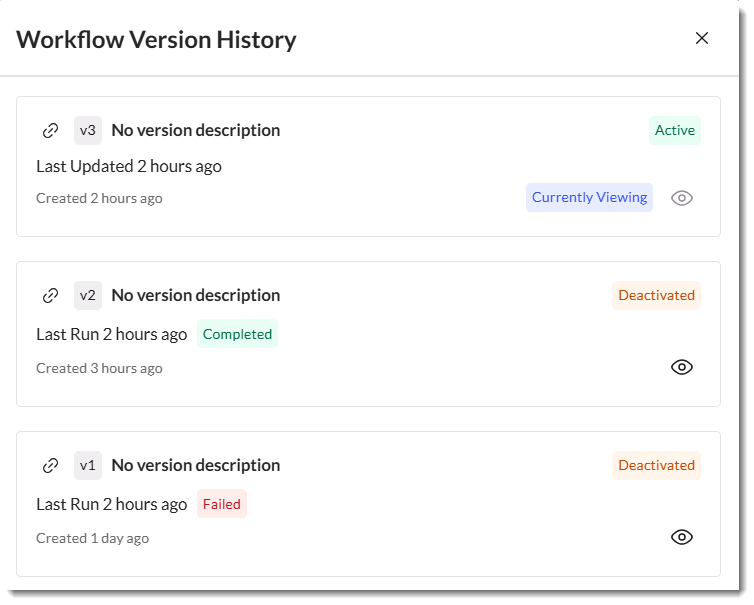 Workflow Version History
v3 No version description Active
Last Updated 2 hours ago
Created 2 hours ago Currently Viewing
v2 No version description Deactivated
Last Run 2 hours ago Completed
Created 3 hours ago
v1 No version description Deactivated
Last Run 2 hours ago Failed
Created 1 day ago